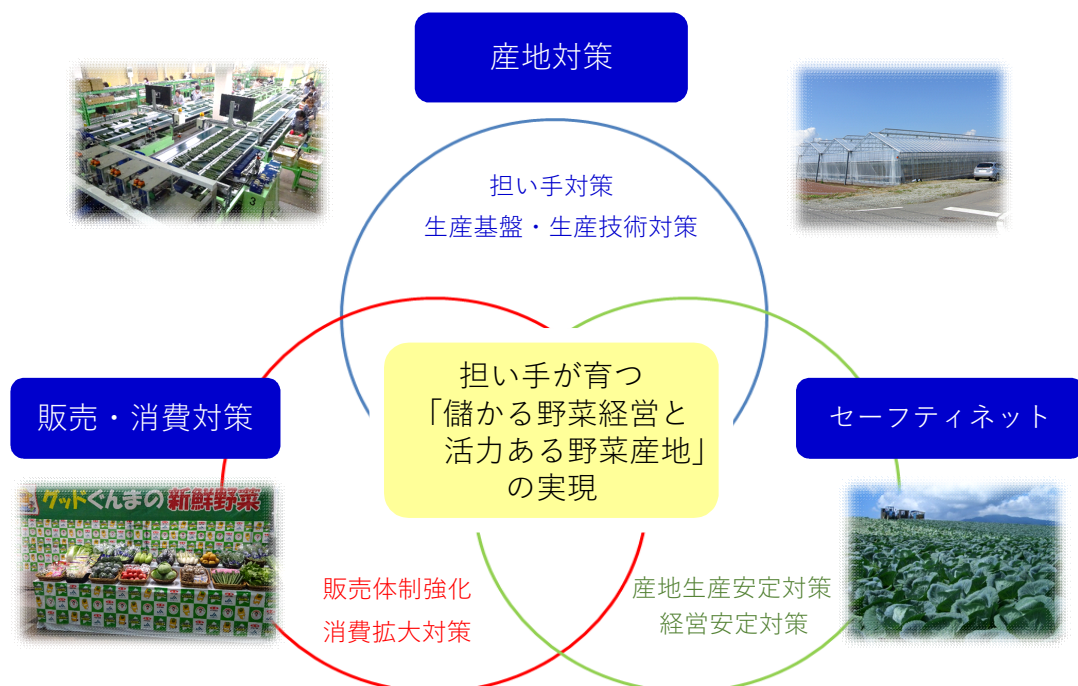 産地対策
担い手対策
生産基盤・生産技術対策
販売・消費対策
担い手が育つ
「儲かる野菜経営と
活力ある野菜産地」
の実現
セーフティネット
グッドぐんまの新鮮野菜
販売体制強化
消費拡大対策
産地生産安定対策
経営安定対策
3